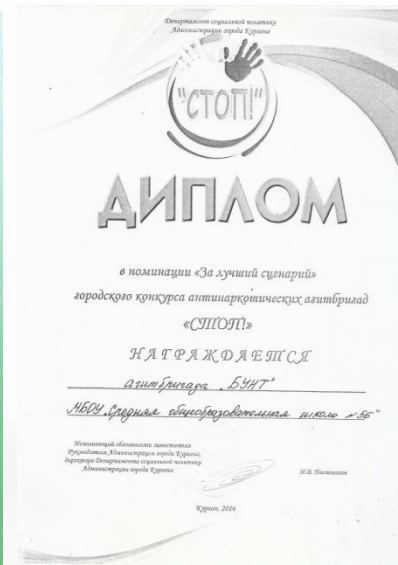 Департамент социальной политики
Администрации города Кургана
"СТОП!"
ДИПЛОМ
в номинации «За лучший сценарий»
городского конкурса антинаркотических агитбригад
«СТОП!»
НАГРАЖДАЕТСЯ
агитбригада "БУНТ"
МБОУ "Средняя общеобразовательная школа №56"
Исполняющий обязанности заместителя
Руководителя Администрации города Кургана,
директора Департамента социальной политики
Администрации города Кургана
Н.В. Постовалов
Курган, 2016